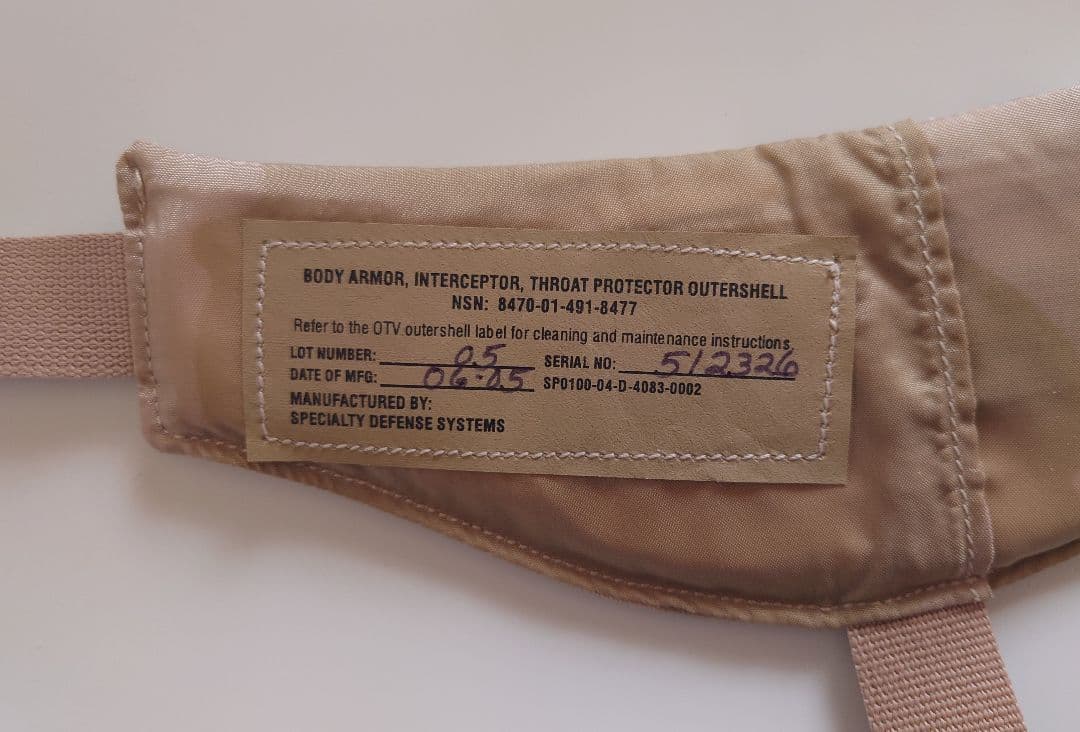 BODY ARMOR, INTERCEPTOR, THROAT PROTECTOR OUTERSHELL
NSN: 8470-01-491-8477
Refer to the OTV outershell label for cleaning and maintenance instructions.
LOT NUMBER: 05 SERIAL NO: 512326
DATE OF MFG: 06-05 SP0100-04-D-4083-0002
MANUFACTURED BY:
SPECIALTY DEFENSE SYSTEMS